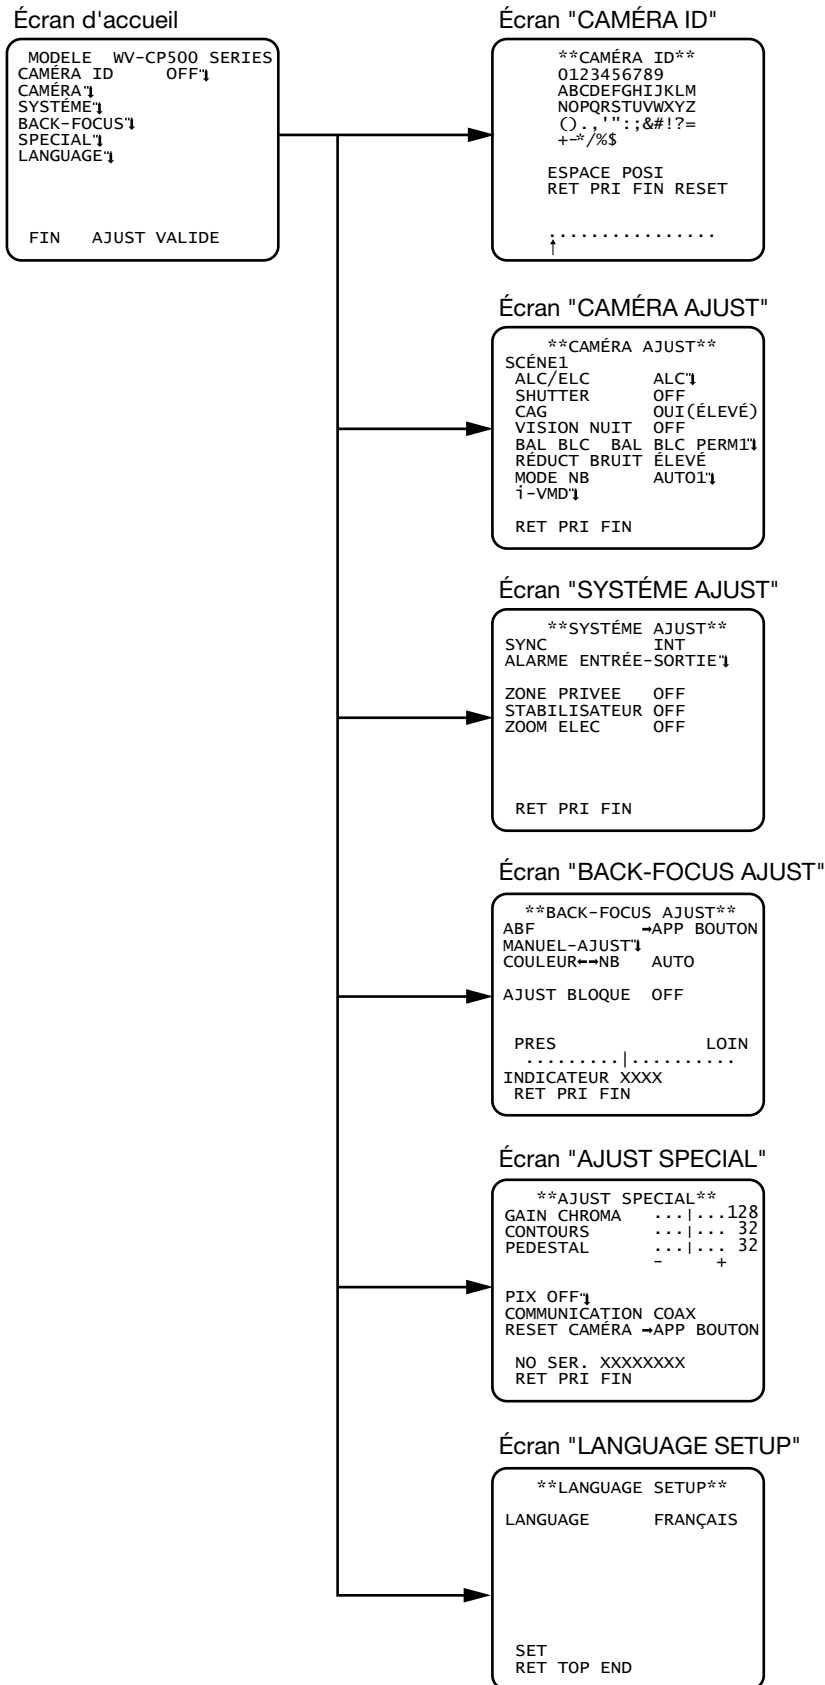 Écran d'accueil
MODELE WV-CP500 SERIES
CAMÉRA ID OFF
CAMÉRA
SYSTÉME
BACK-FOCUS
SPECIAL
LANGUAGE
FIN AJUST VALIDE
Écran "CAMÉRA ID"
**CAMÉRA ID**
0123456789
ABCDEFGHIJKLM
NOPQRSTUVWXYZ
().,'":;&#!?=
+-*/%$
ESPACE POSI
RET PRI FIN RESET
................
↑
Écran "CAMÉRA AJUST"
**CAMÉRA AJUST**
SCÉNE1
ALC/ELC ALC
SHUTTER OFF
CAG OUI(ÉLEVÉ)
VISION NUIT OFF
BAL BLC BAL BLC PERM1
RÉDUCT BRUIT ÉLEVÉ
MODE NB AUTO1
i-VMD
RET PRI FIN
Écran "SYSTÉME AJUST"
**SYSTÉME AJUST**
SYNC INT
ALARME ENTRÉE-SORTIE
ZONE PRIVEE OFF
STABILISATEUR OFF
ZOOM ELEC OFF
RET PRI FIN
Écran "BACK-FOCUS AJUST"
**BACK-FOCUS AJUST**
ABF →APP BOUTON
MANUEL-AJUST
COULEUR←→NB AUTO
AJUST BLOQUE OFF
PRES LOIN
.........|..........
INDICATEUR XXXX
RET PRI FIN
Écran "AJUST SPECIAL"
**AJUST SPECIAL**
GAIN CHROMA ...|...128
CONTOURS ...|... 32
PEDESTAL ...|... 32
- +
PIX OFF
COMMUNICATION COAX
RESET CAMÉRA →APP BOUTON
NO SER. XXXXXXXX
RET PRI FIN
Écran "LANGUAGE SETUP"
**LANGUAGE SETUP**
LANGUAGE FRANÇAIS
SET
RET TOP END